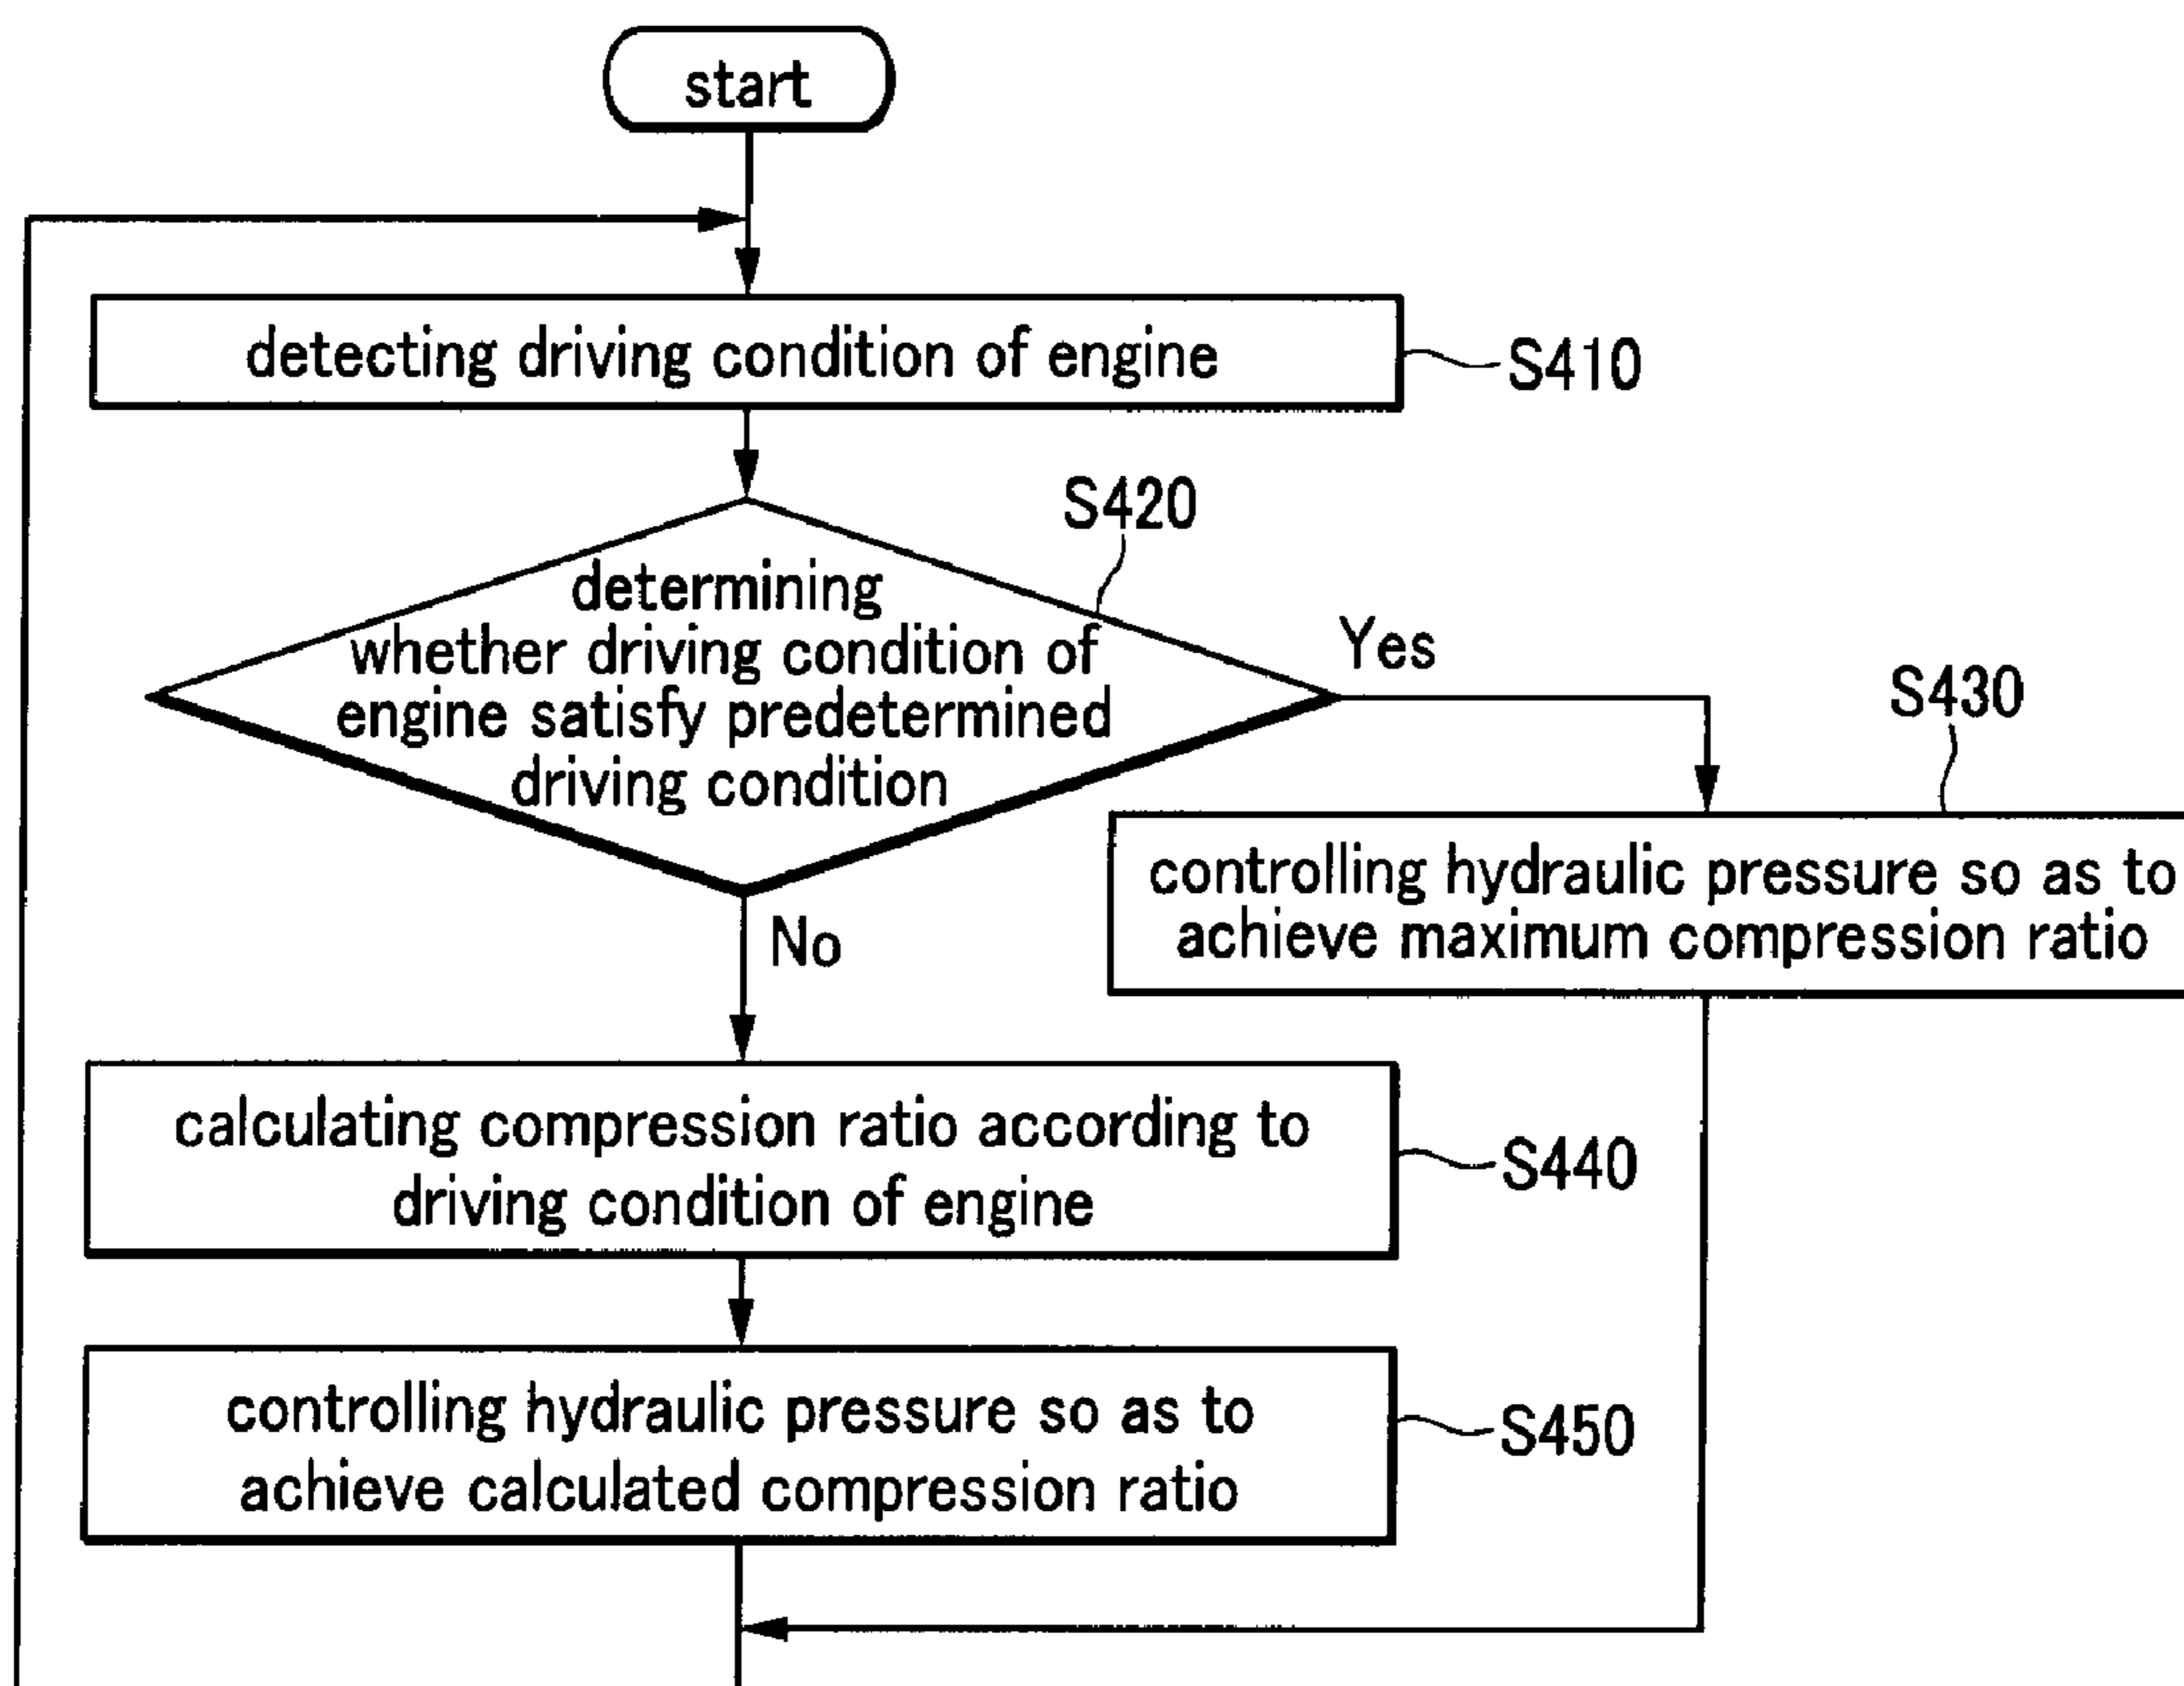 start
detecting driving condition of engine
S410
S420
determining
whether driving condition of
engine satisfy predetermined
driving condition
Yes
S430
controlling hydraulic pressure so as to
achieve maximum compression ratio
No
calculating compression ratio according to
driving condition of engine
S440
controlling hydraulic pressure so as to
achieve calculated compression ratio
S450